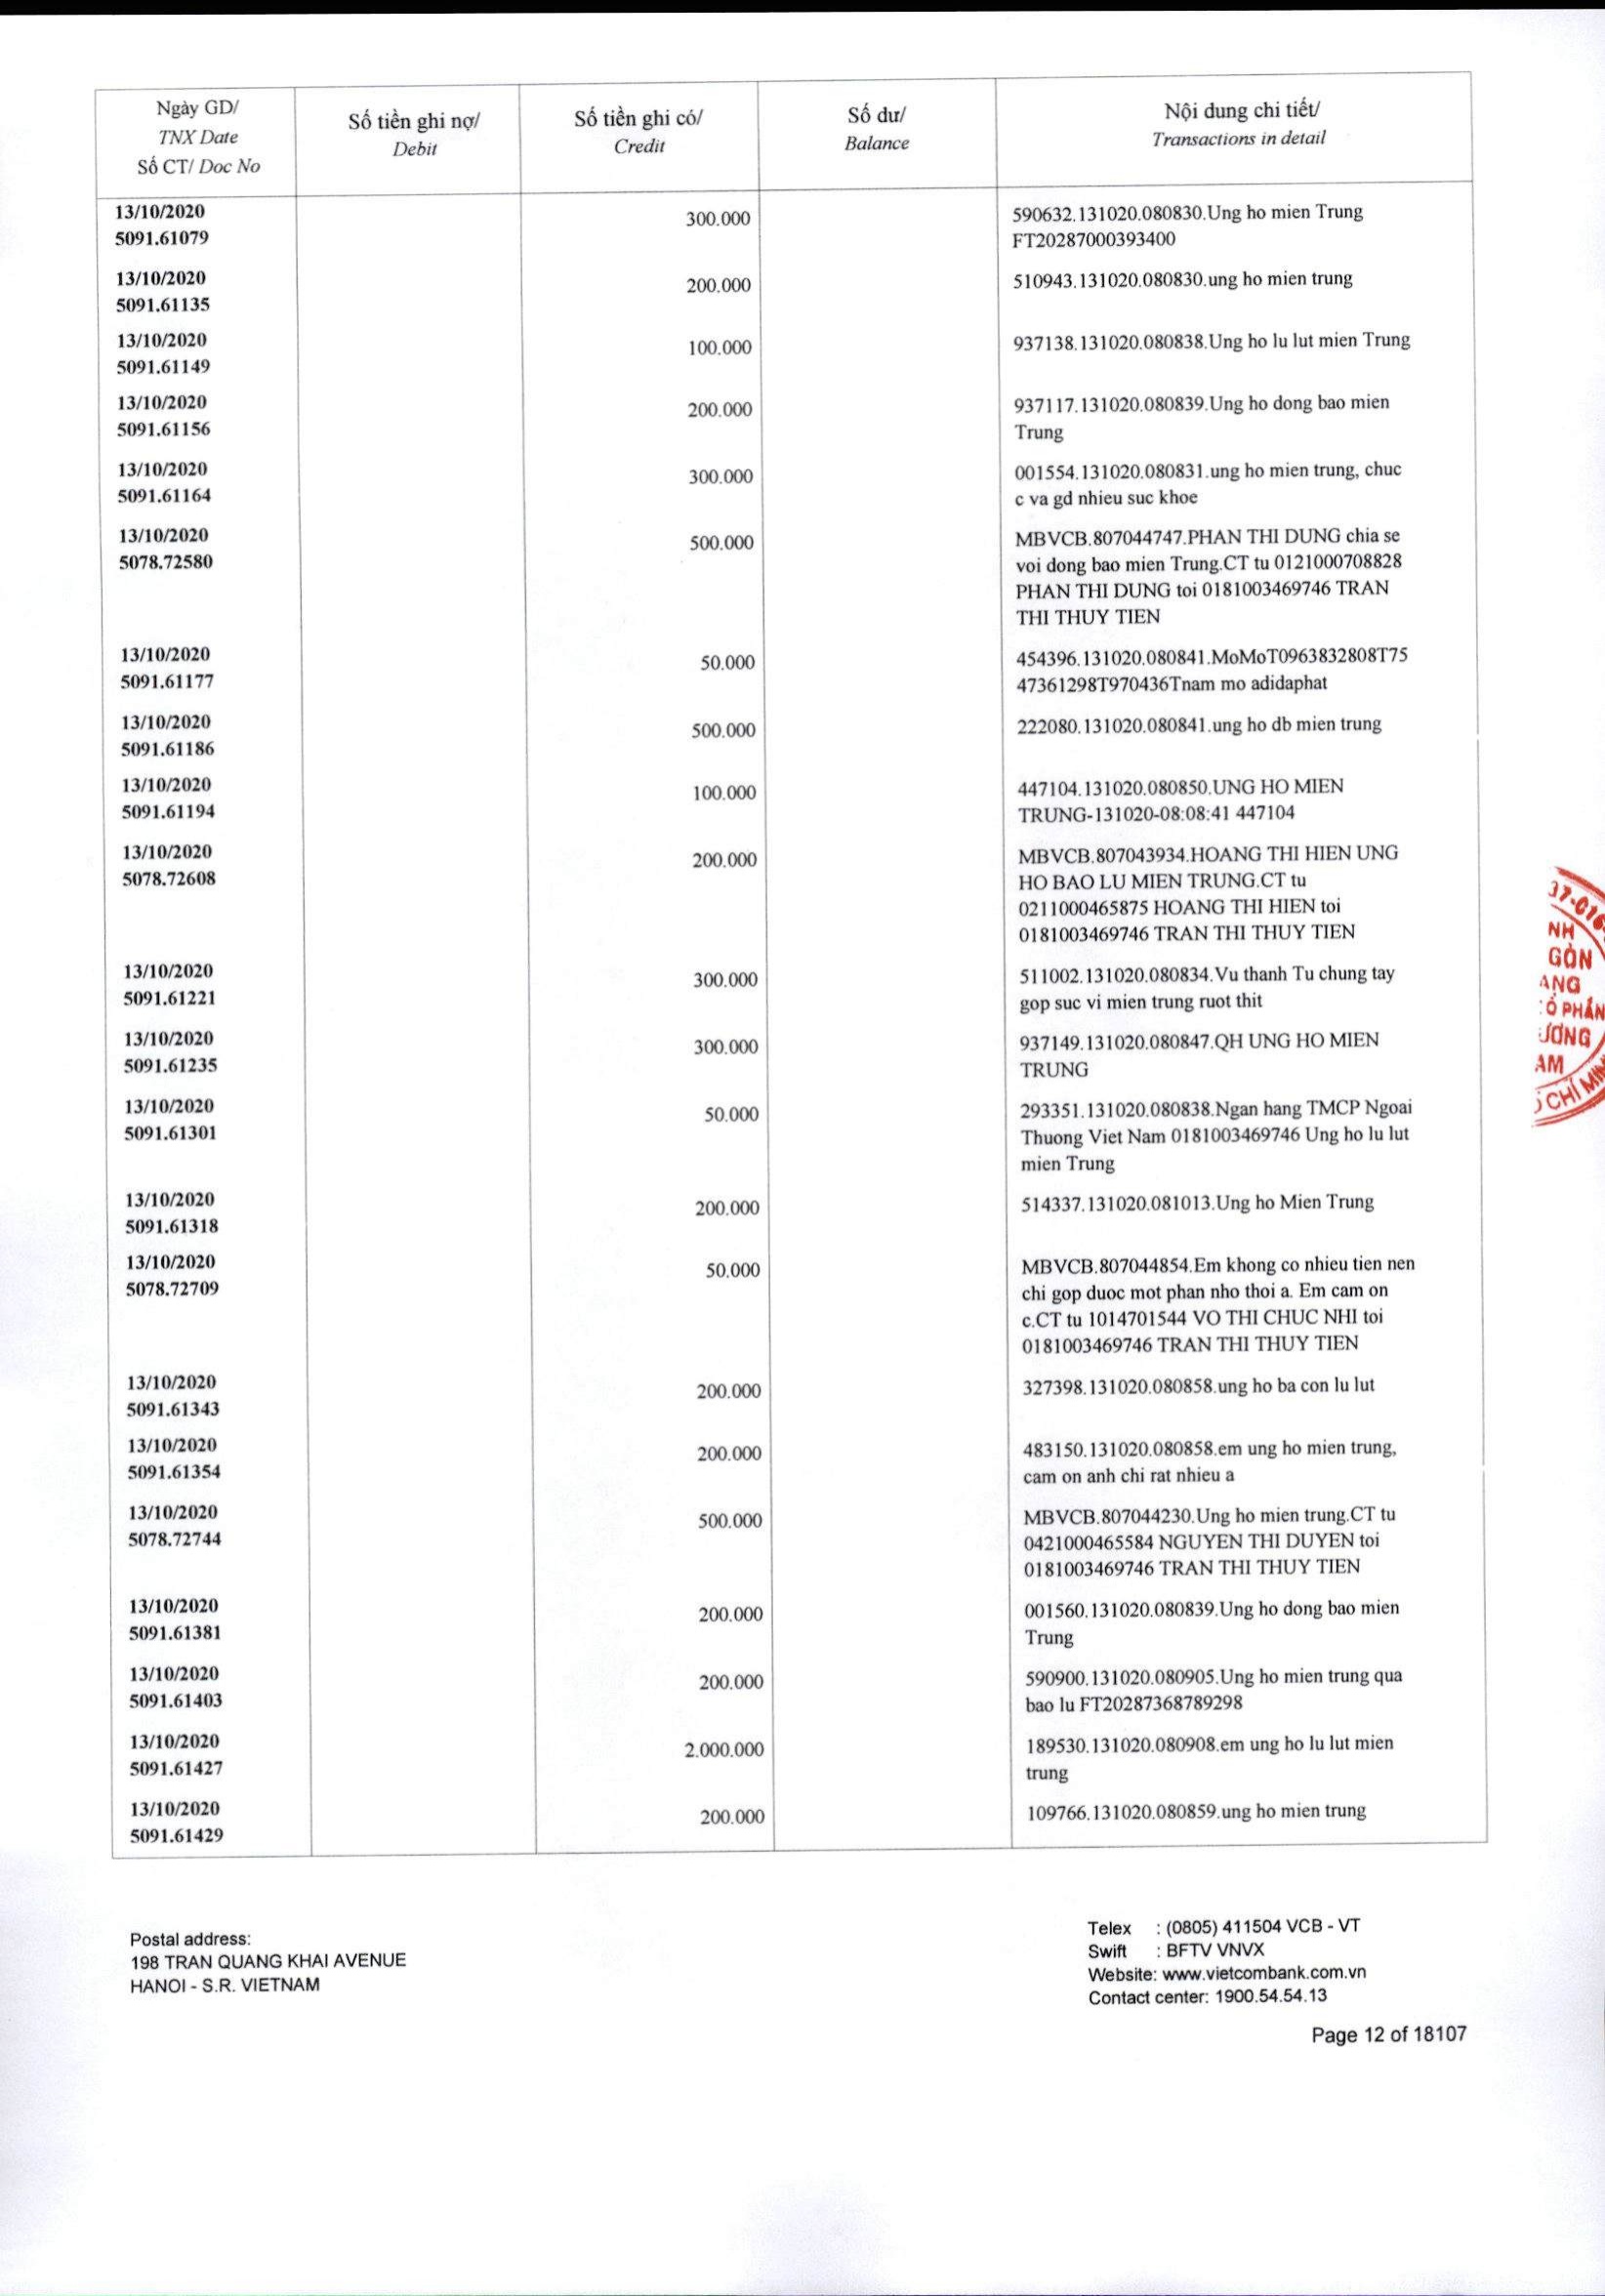 Ngày GD/
TNX Date
Số CT/ Doc No
Số tiền ghi nợ/
Debit
Số tiền ghi có/
Credit
Số dư/
Balance
Nội dung chi tiết/
Transactions in detail
13/10/2020
5091.61079
300.000
590632.131020.080830.Ung ho mien Trung
FT20287000393400
13/10/2020
5091.61135
200.000
510943.131020.080830.ung ho mien trung
13/10/2020
5091.61149
100.000
937138.131020.080838.Ung ho lu lut mien Trung
13/10/2020
5091.61156
200.000
937117.131020.080839.Ung ho dong bao mien
Trung
13/10/2020
5091.61164
300.000
001554.131020.080831.ung ho mien trung, chuc
c va gd nhieu suc khoe
13/10/2020
5078.72580
500.000
MBVCB.807044747.PHAN THI DUNG chia se
voi dong bao mien Trung.CT tu 0121000708828
PHAN THI DUNG toi 0181003469746 TRAN
THI THUY TIEN
13/10/2020
5091.61177
50.000
454396.131020.080841.MoMoT0963832808T75
47361298T970436Tnam mo adidaphat
13/10/2020
5091.61186
500.000
222080.131020.080841.ung ho db mien trung
13/10/2020
5091.61194
100.000
447104.131020.080850.UNG HO MIEN
TRUNG-131020-08:08:41 447104
13/10/2020
5078.72608
200.000
MBVCB.807043934.HOANG THI HIEN UNG
HO BAO LU MIEN TRUNG.CT tu
0211000465875 HOANG THI HIEN toi
0181003469746 TRAN THI THUY TIEN
13/10/2020
5091.61221
300.000
511002.131020.080834.Vu thanh Tu chung tay
gop suc vi mien trung ruot thit
13/10/2020
5091.61235
300.000
937149.131020.080847.QH UNG HO MIEN
TRUNG
13/10/2020
5091.61301
50.000
293351.131020.080838.Ngan hang TMCP Ngoai
Thuong Viet Nam 0181003469746 Ung ho lu lut
mien Trung
13/10/2020
5091.61318
200.000
514337.131020.081013.Ung ho Mien Trung
13/10/2020
5078.72709
50.000
MBVCB.807044854.Em khong co nhieu tien nen
chi gop duoc mot phan nho thoi a. Em cam on
c.CT tu 1014701544 VO THI CHUC NHI toi
0181003469746 TRAN THI THUY TIEN
13/10/2020
5091.61343
200.000
327398.131020.080858.ung ho ba con lu lut
13/10/2020
5091.61354
200.000
483150.131020.080858.em ung ho mien trung,
cam on anh chi rat nhieu a
13/10/2020
5078.72744
500.000
MBVCB.807044230.Ung ho mien trung.CT tu
0421000465584 NGUYEN THI DUYEN toi
0181003469746 TRAN THI THUY TIEN
13/10/2020
5091.61381
200.000
001560.131020.080839.Ung ho dong bao mien
Trung
13/10/2020
5091.61403
200.000
590900.131020.080905.Ung ho mien trung qua
bao lu FT20287368789298
13/10/2020
5091.61427
2.000.000
189530.131020.080908.em ung ho lu lut mien
trung
13/10/2020
5091.61429
200.000
109766.131020.080859.ung ho mien trung
NH
GÒN
ANG
Ổ PHẦN
ƯƠNG
AM
CHÍ MIN
Postal address:
198 TRAN QUANG KHAI AVENUE
HANOI - S.R. VIETNAM
Telex : (0805) 411504 VCB - VT
Swift : BFTV VNVX
Website: www.vietcombank.com.vn
Contact center: 1900.54.54.13
Page 12 of 18107